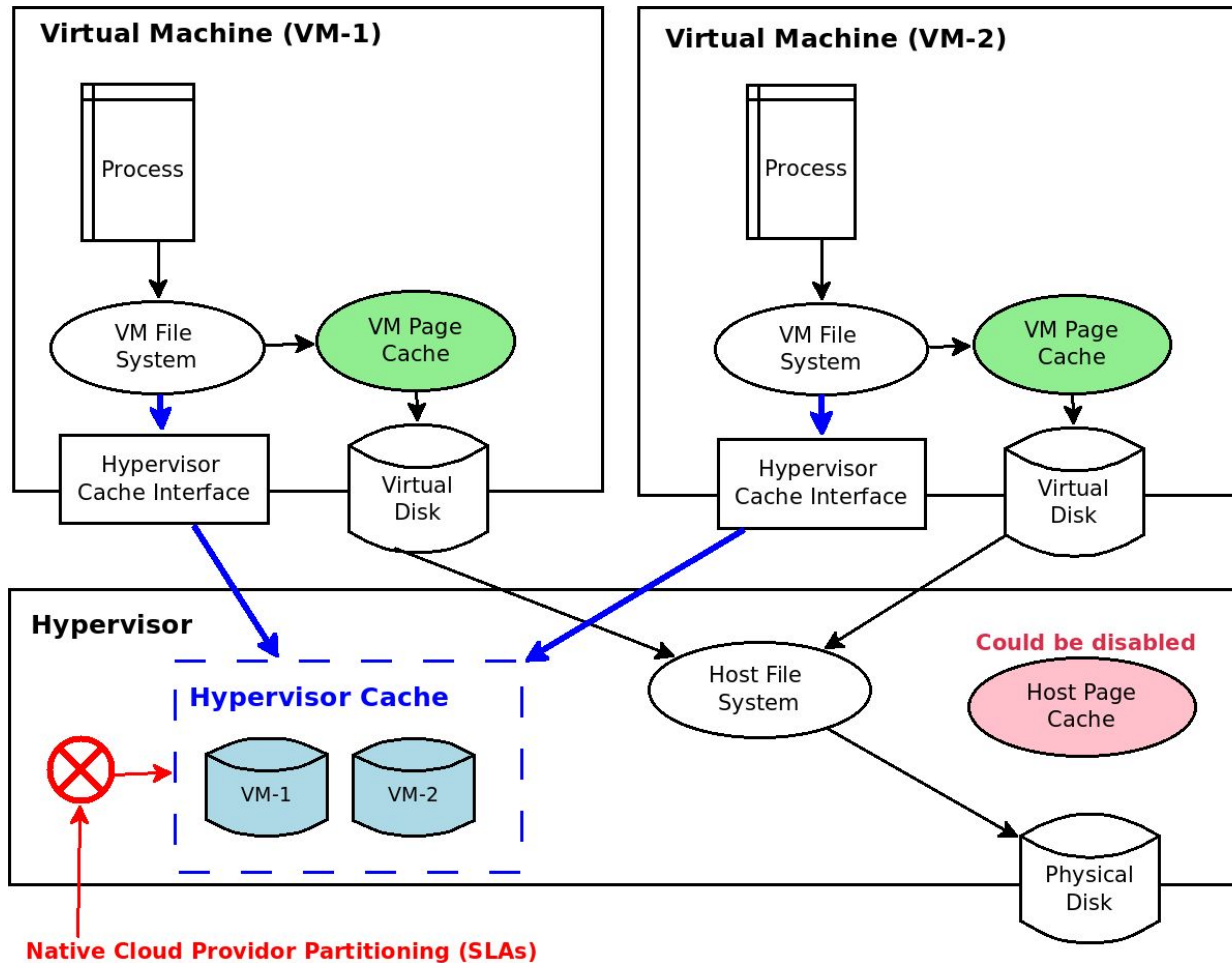 Virtual Machine (VM-1)
Process
VM File
System
VM Page
Cache
Hypervisor
Cache Interface
Virtual
Disk
Virtual Machine (VM-2)
Process
VM File
System
VM Page
Cache
Hypervisor
Cache Interface
Virtual
Disk
Hypervisor
Hypervisor Cache
VM-1
VM-2
Host File
System
Could be disabled
Host Page
Cache
Physical
Disk
Native Cloud Providor Partitioning (SLAs)